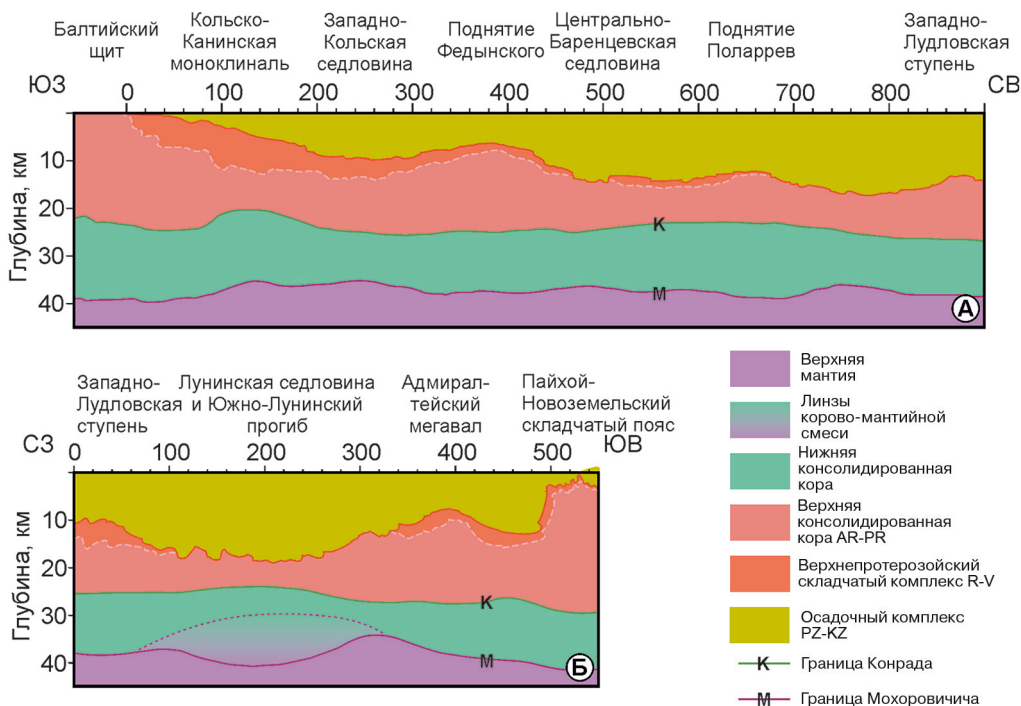 Балтийский
щит
Кольско-
Канинская
моноклиналь
Западно-
Кольская
седловина
Поднятие
Федынского
Центрально-
Баренцевская
седловина
Поднятие
Поларрев
Западно-
Лудловская
ступень
ЮЗ
СВ
0 100 200 300 400 500 600 700 800
Глубина, км
10
20
30
40
К
М
А
Западно-
Лудловская
ступень
Лунинская седловина
и Южно-Лунинский
прогиб
Адмирал-
тейский
мегавал
Пайхой-
Новоземельский
складчатый пояс
СЗ
ЮВ
0 100 200 300 400 500
Глубина, км
10
20
30
40
К
М
Б
Верхняя
мантия
Линзы
корово-мантийной
смеси
Нижняя
консолидированная
кора
Верхняя
консолидированная
кора AR-PR
Верхнепротерозойский
складчатый комплекс R-V
Осадочный комплекс
PZ-KZ
К Граница Конрада
М Граница Мохоровичича